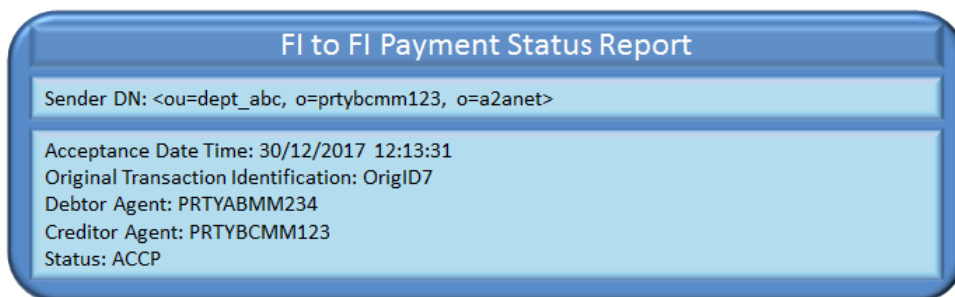 FI to FI Payment Status Report
Sender DN: <ou=dept_abc, o=prtybcmm123, o=a2anet>
Acceptance Date Time: 30/12/2017 12:13:31
Original Transaction Identification: OrigID7
Debtor Agent: PRTYABMM234
Creditor Agent: PRTYBCMM123
Status: ACCP